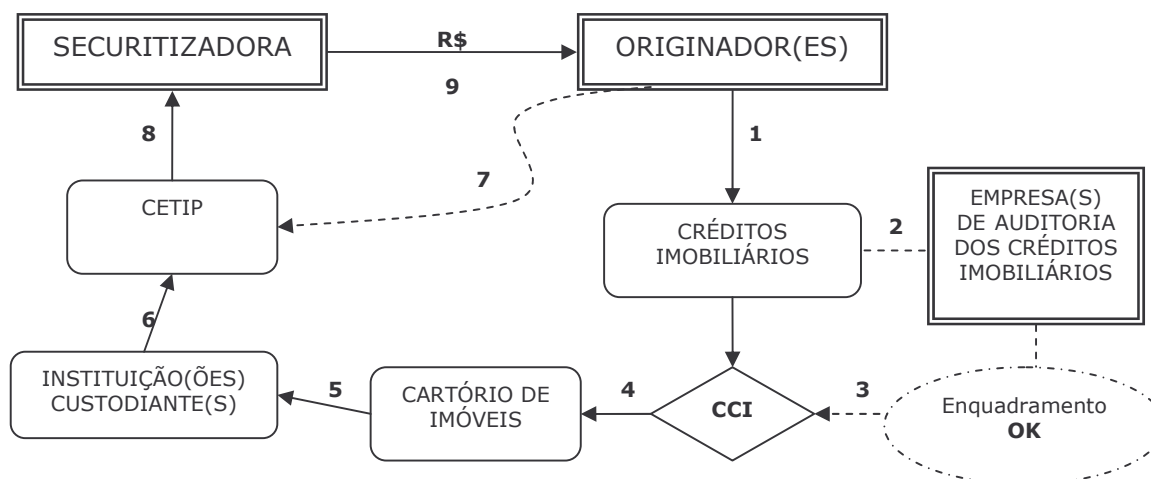 SECURITIZADORA
R$
ORIGINADOR(ES)
9
8
1
7
CETIP
CRÉDITOS
IMOBILIÁRIOS
2
EMPRESA(S)
DE AUDITORIA
DOS CRÉDITOS
IMOBILIÁRIOS
6
INSTITUIÇÃO(ÕES)
CUSTODIANTE(S)
5
CARTÓRIO DE
IMÓVEIS
4
CCI
3
Enquadramento
OK